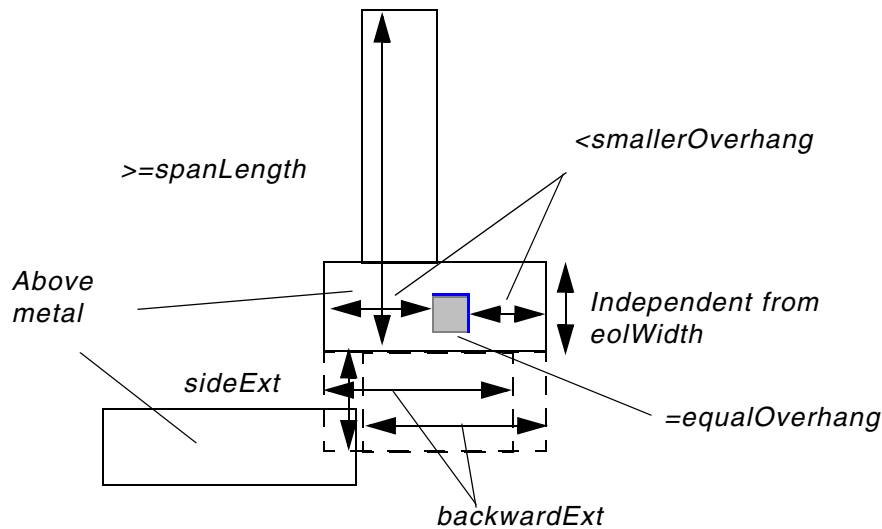 <smallerOverhang
>=spanLength
Above
metal
Independent from
eolWidth
sideExt
=equalOverhang
backwardExt